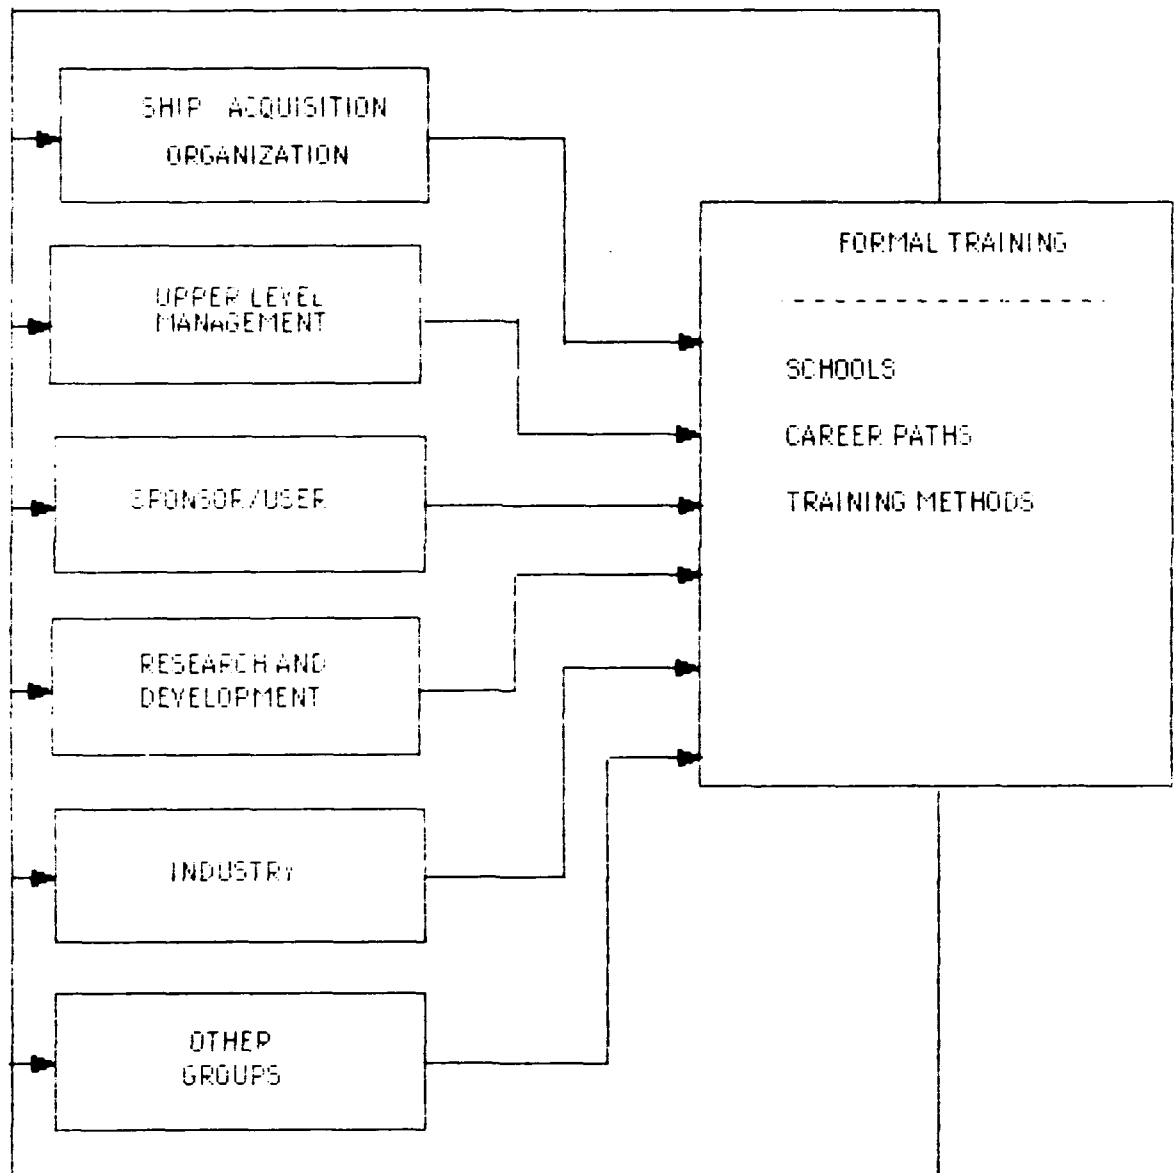 SHIP ACQUISITION
ORGANIZATION
UPPER LEVEL
MANAGEMENT
SPONSOR/USER
RESEARCH AND
DEVELOPMENT
INDUSTRY
OTHER
GROUPS
FORMAL TRAINING
SCHOOLS
CAREER PATHS
TRAINING METHODS